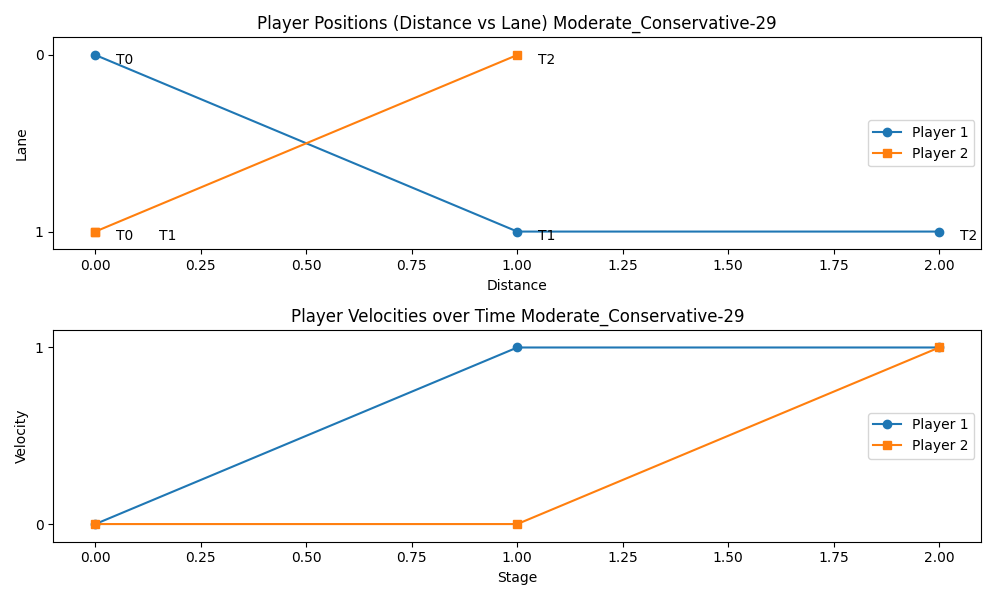 Player Positions (Distance vs Lane) Moderate_Conservative-29
0
T0
T2
Lane
Player 1
Player 2
1
T0
T1
T1
T2
0.00
0.25
0.50
0.75
1.00
1.25
1.50
1.75
2.00
Distance
Player Velocities over Time Moderate_Conservative-29
1
Velocity
Player 1
Player 2
0
0.00
0.25
0.50
0.75
1.00
1.25
1.50
1.75
2.00
Stage